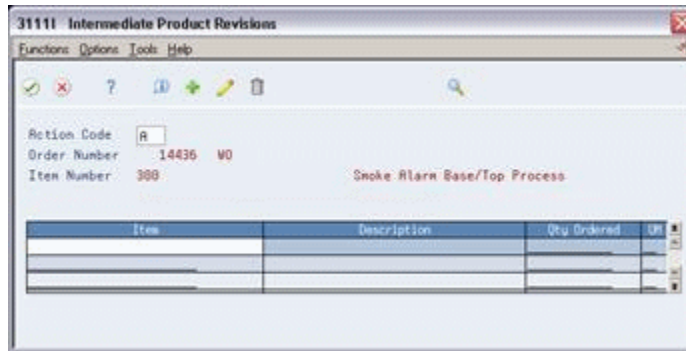 31111 Intermediate Product Revisions
Functions Options Tools Help
?
Action Code A
Order Number 14436 WO
Item Number 300 Smoke Alarm Base/Top Process
Item Description Qty Ordered UM